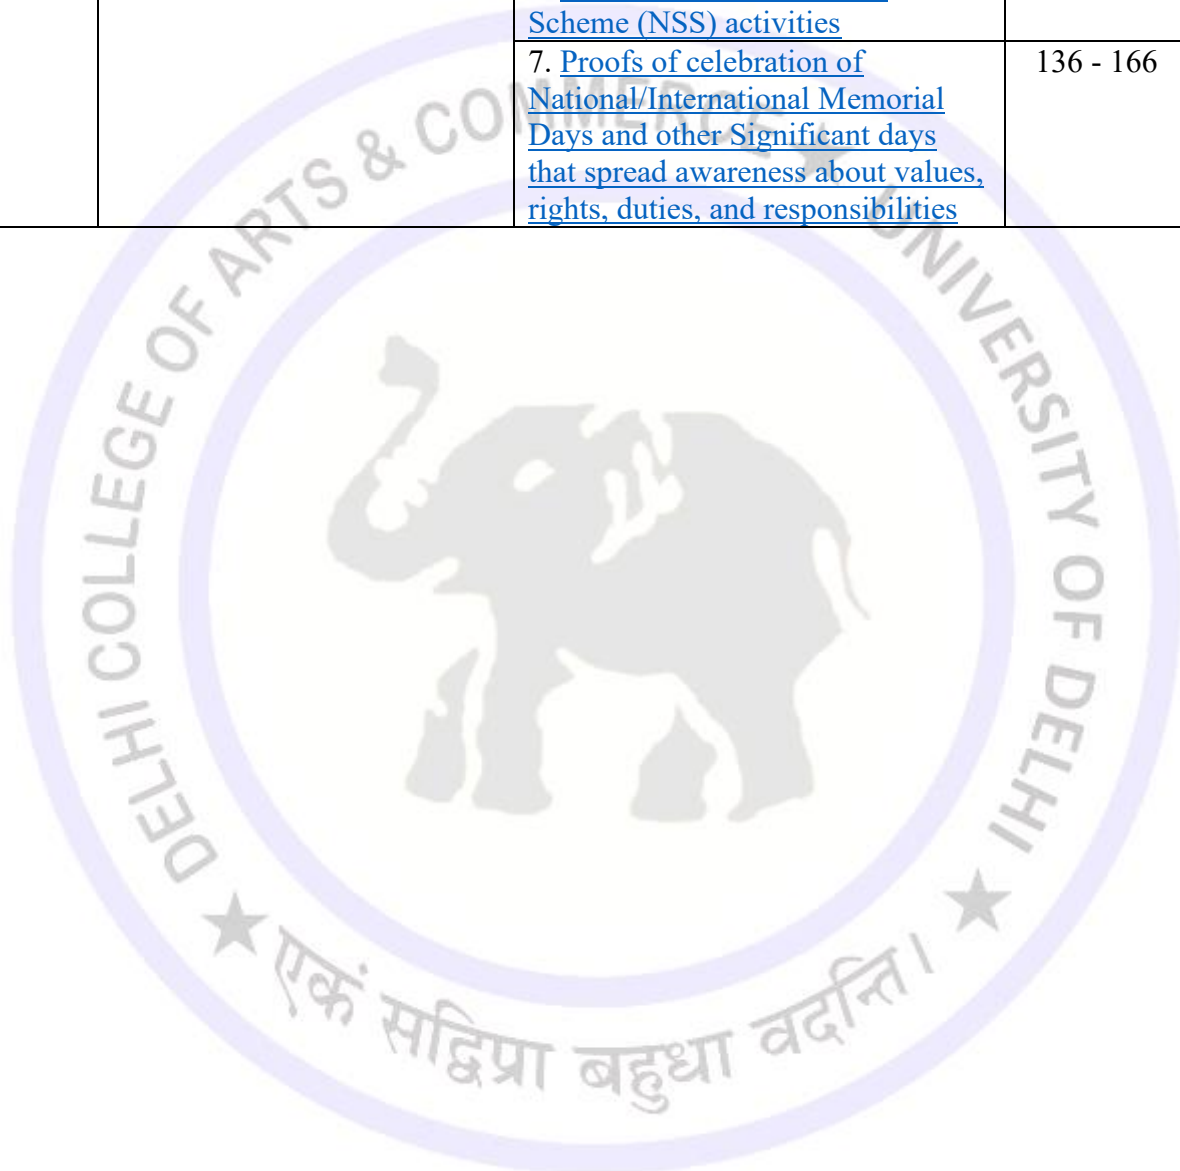 Scheme (NSS) activities
7. Proofs of celebration of
National/International Memorial
Days and other Significant days
that spread awareness about values,
rights, duties, and responsibilities
136 - 166
DELHI COLLEGE OF ARTS & COMMERCE ★ UNIVERSITY OF DELHI ★
एकं सद्विप्रा बहुधा वदन्ति।